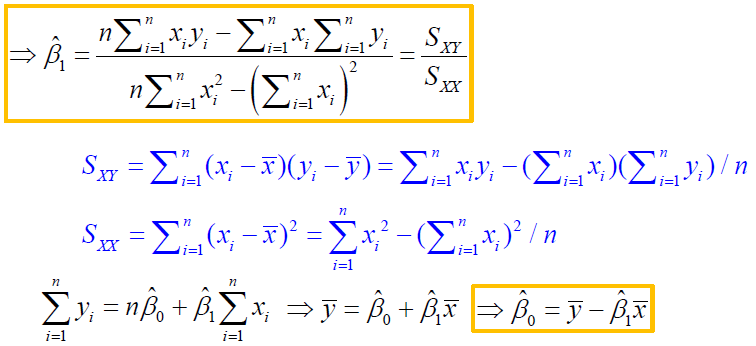 ⇒ β̂₁ = (n∑ᵢ₌₁ⁿ xᵢyᵢ − ∑ᵢ₌₁ⁿ xᵢ ∑ᵢ₌₁ⁿ yᵢ) / (n∑ᵢ₌₁ⁿ xᵢ² − (∑ᵢ₌₁ⁿ xᵢ)²) = S_XY / S_XX
S_XY = ∑ᵢ₌₁ⁿ (xᵢ − x̄)(yᵢ − ȳ) = ∑ᵢ₌₁ⁿ xᵢyᵢ − (∑ᵢ₌₁ⁿ xᵢ)(∑ᵢ₌₁ⁿ yᵢ) / n
S_XX = ∑ᵢ₌₁ⁿ (xᵢ − x̄)² = ∑ᵢ₌₁ⁿ xᵢ² − (∑ᵢ₌₁ⁿ xᵢ)² / n
∑ᵢ₌₁ⁿ yᵢ = nβ̂₀ + β̂₁∑ᵢ₌₁ⁿ xᵢ ⇒ ȳ = β̂₀ + β̂₁x̄ ⇒ β̂₀ = ȳ − β̂₁x̄